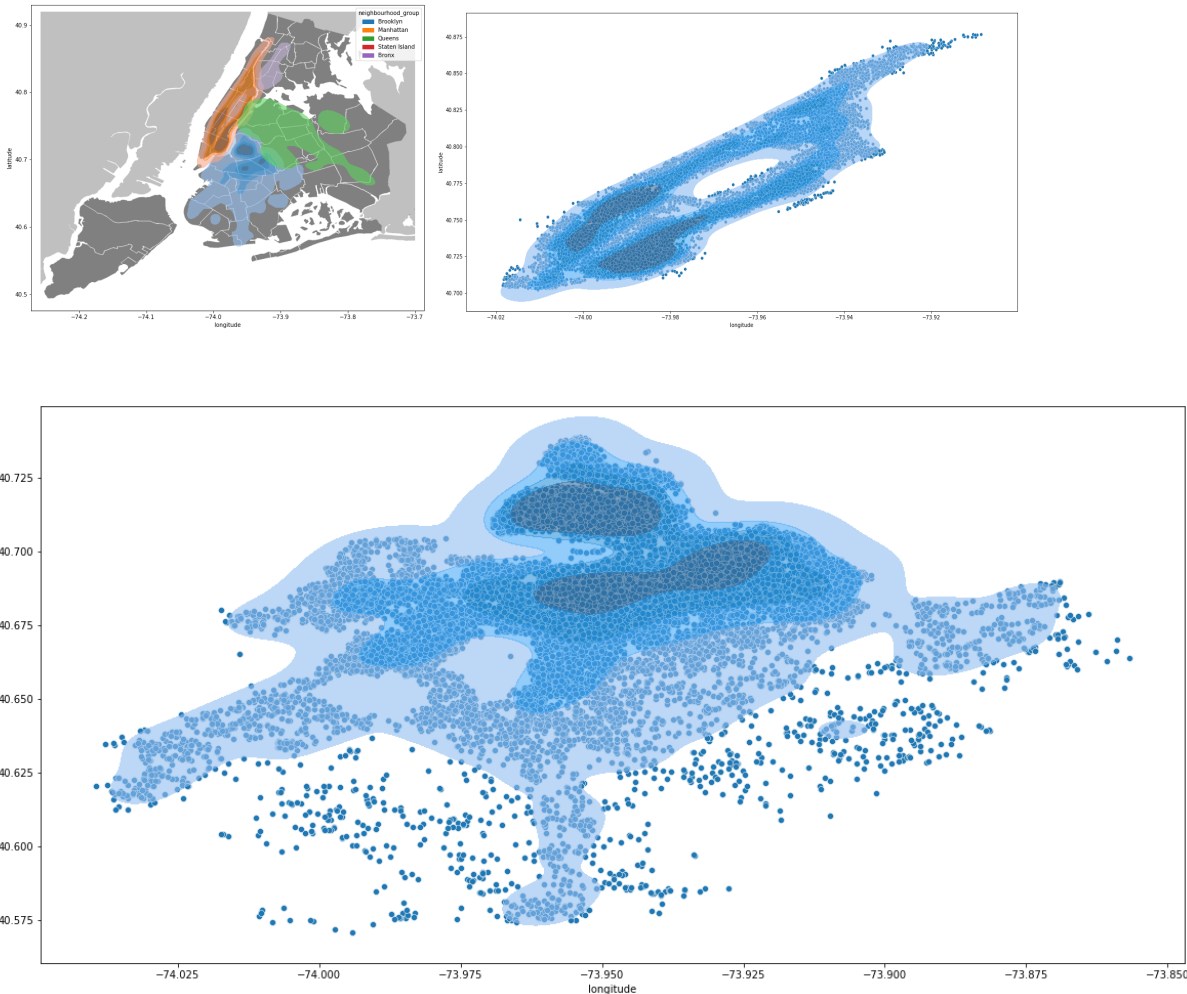 neighbourhood_group
Brooklyn
Manhattan
Queens
Staten Island
Bronx
40.9
40.8
40.7
40.6
40.5
latitude
−74.2 −74.1 −74.0 −73.9 −73.8 −73.7
longitude
40.875
40.850
40.825
40.800
40.775
40.750
40.725
40.700
latitude
−74.02 −74.00 −73.98 −73.96 −73.94 −73.92
longitude
40.725
40.700
40.675
40.650
40.625
40.600
40.575
−74.025 −74.000 −73.975 −73.950 −73.925 −73.900 −73.875 −73.850
longitude